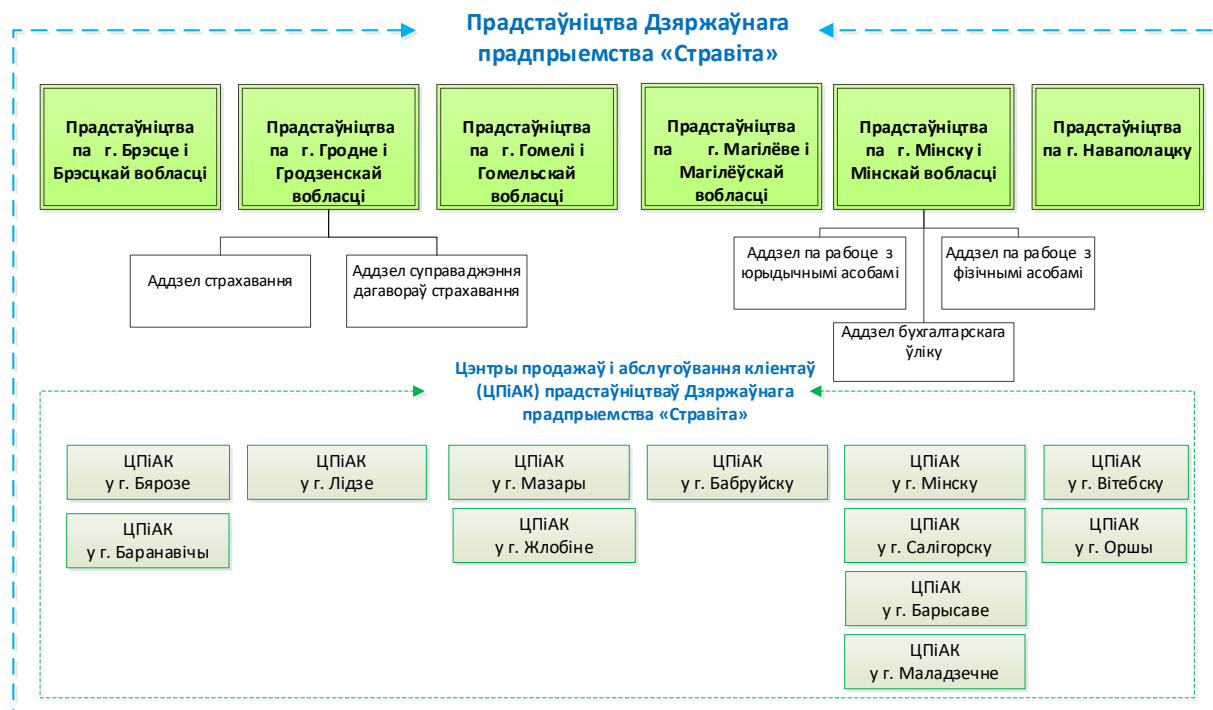 Прадстаўніцтва Дзяржаўнага
прадпрыемства «Стравіта»
Прадстаўніцтва
па г. Брэсце і
Брэсцкай вобласці
Прадстаўніцтва
па г. Гродне і
Гродзенскай
вобласці
Прадстаўніцтва
па г. Гомелі і
Гомельскай
вобласці
Прадстаўніцтва
па г. Магілёве і
Магілёўскай
вобласці
Прадстаўніцтва
па г. Мінску і
Мінскай вобласці
Прадстаўніцтва
па г. Наваполацку
Аддзел страхавання
Аддзел суправаджэння
дагавораў страхавання
Аддзел па рабоце з
юрыдычнымі асобамі
Аддзел па рабоце з
фізічнымі асобамі
Аддзел бухгалтарскага
ўліку
Цэнтры продажаў і абслугоўвання кліентаў
(ЦПіАК) прадстаўніцтваў Дзяржаўнага
прадпрыемства «Стравіта»
ЦПіАК
у г. Бярозе
ЦПіАК
у г. Лідзе
ЦПіАК
у г. Мазары
ЦПіАК
у г. Бабруйску
ЦПіАК
у г. Мінску
ЦПіАК
у г. Вітебску
ЦПіАК
у г. Баранавічы
ЦПіАК
у г. Жлобіне
ЦПіАК
у г. Салігорску
ЦПіАК
у г. Оршы
ЦПіАК
у г. Барысаве
ЦПіАК
у г. Маладзечне